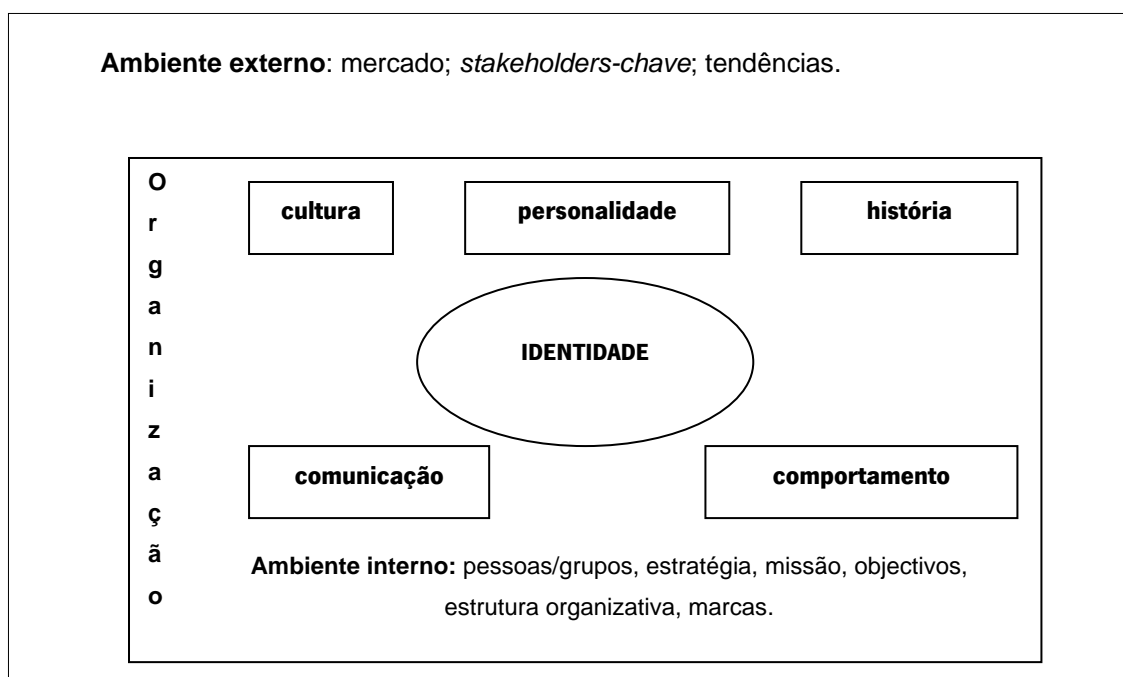 Ambiente externo: mercado; stakeholders-chave; tendências.
Organização
cultura
personalidade
história
IDENTIDADE
comunicação
comportamento
Ambiente interno: pessoas/grupos, estratégia, missão, objectivos,
estrutura organizativa, marcas.